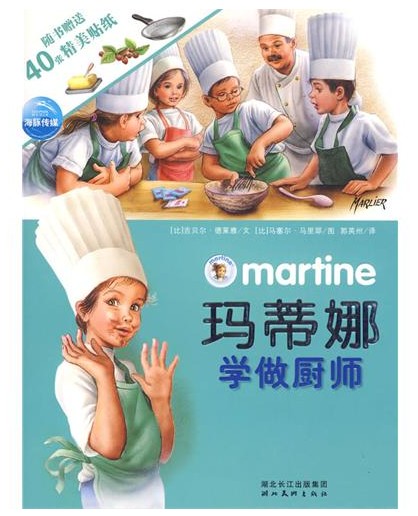 随书赠送
40张精美贴纸
海豚传媒
MARLIER
[比]吉贝尔·德莱雅/文 [比]马塞尔·马里耶/图 郭英州/译
martine
martine
玛蒂娜
学做厨师
湖北长江出版集团
湖北美术出版社